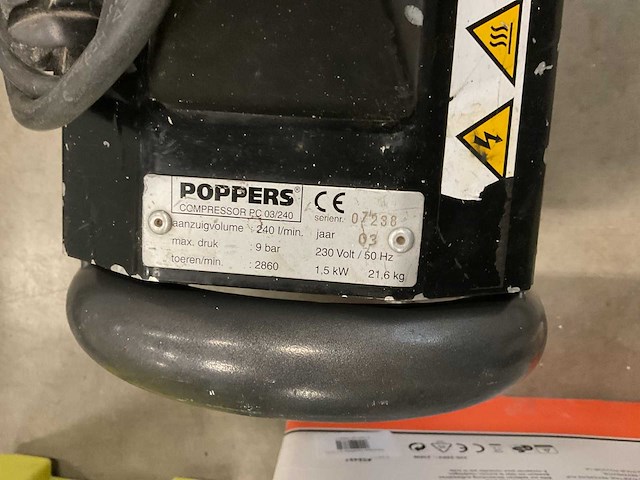 POPPERS®
COMPRESSOR PC 03/240
CE
serienr. 07238
aanzuigvolume : 240 l/min.
jaar 03
max. druk : 9 bar
230 Volt / 50 Hz
toeren/min. : 2860
1,5 kW 21,6 kg